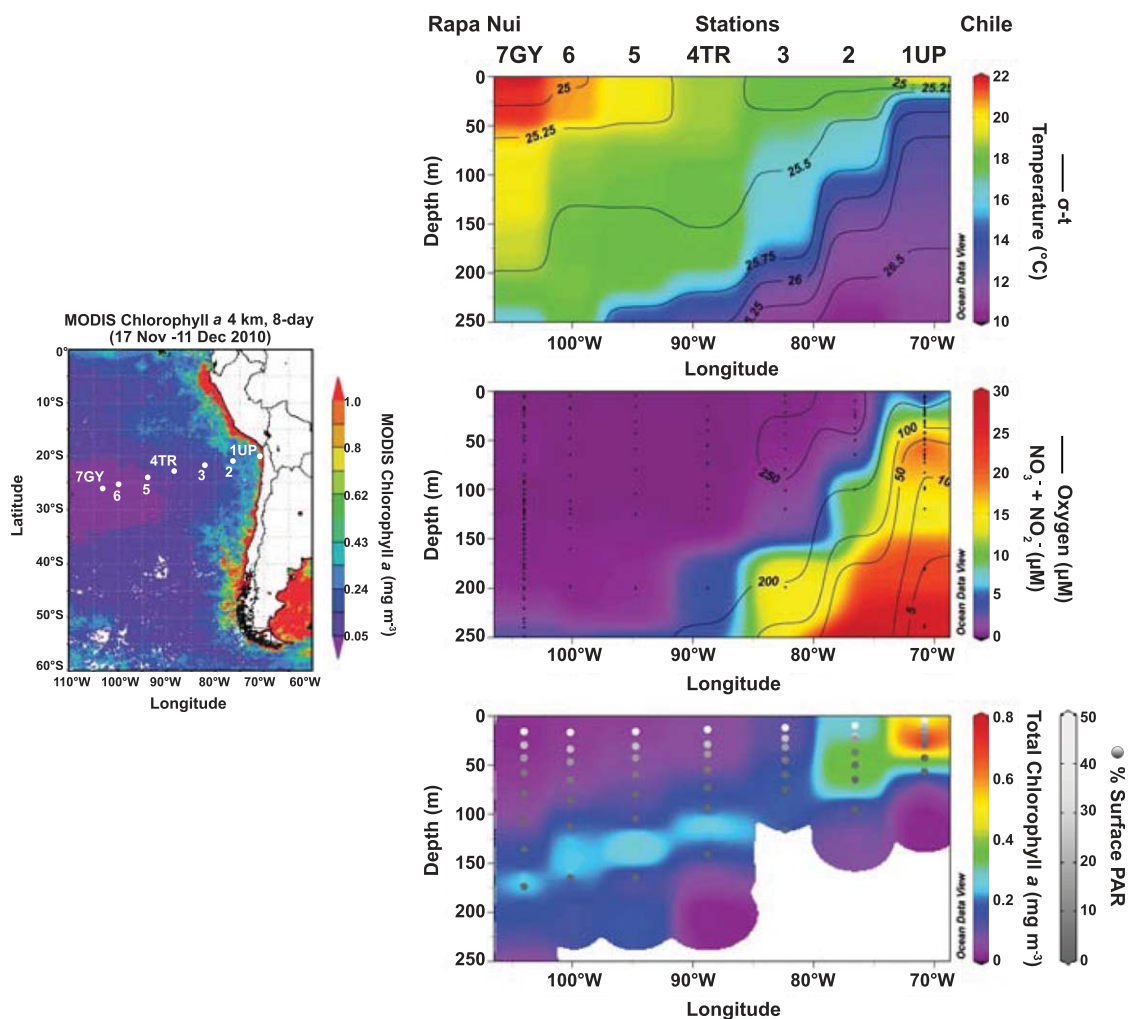 Rapa Nui Stations Chile
7GY 6 5 4TR 3 2 1UP
0
50
100
150
200
250
Depth (m)
25
25.25
25.5
25.75
26
25.25
26.5
25
25.25
Ocean Data View
22
20
18
16
14
12
10
Temperature (°C)
σ-t
100°W 90°W 80°W 70°W
Longitude
MODIS Chlorophyll a 4 km, 8-day
(17 Nov -11 Dec 2010)
0°
10°S
20°S
30°S
40°S
50°S
60°S
Latitude
7GY
6
5
4TR
3
2
1UP
110°W 100°W 90°W 80°W 70°W 60°W
Longitude
1.0
0.8
0.62
0.43
0.24
0.05
MODIS Chlorophyll a (mg m-³)
0
50
100
150
200
250
Depth (m)
250
200
100
50
10
5
Ocean Data View
30
25
20
15
10
5
0
NO₃⁻ + NO₂⁻ (µM)
Oxygen (µM)
100°W 90°W 80°W 70°W
Longitude
0
50
100
150
200
250
Depth (m)
Ocean Data View
0.8
0.6
0.4
0.2
0
Total Chlorophyll a (mg m-³)
50
40
30
20
10
0
% Surface PAR
100°W 90°W 80°W 70°W
Longitude